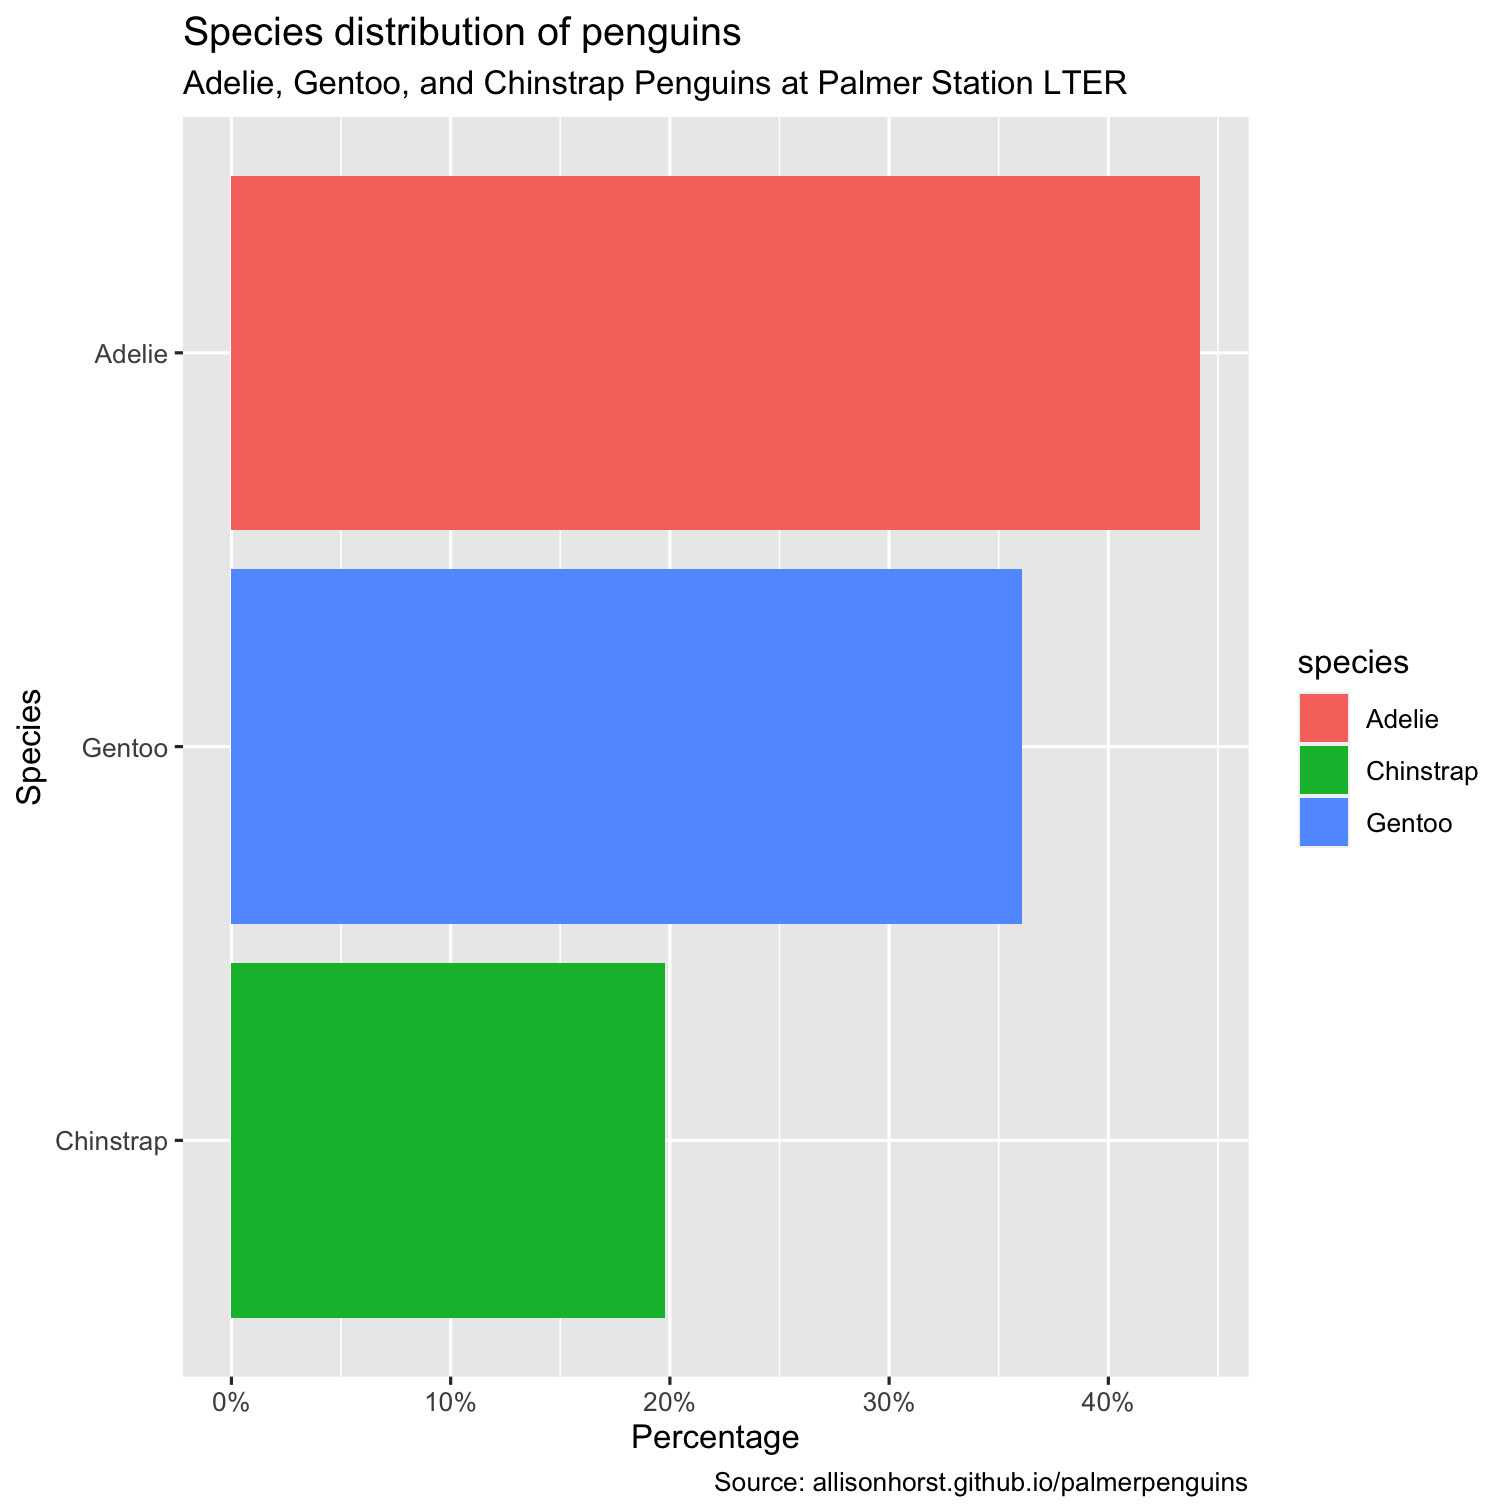 Species distribution of penguins
Adelie, Gentoo, and Chinstrap Penguins at Palmer Station LTER
Species
Adelie
Gentoo
Chinstrap
0% 10% 20% 30% 40%
Percentage
species
Adelie
Chinstrap
Gentoo
Source: allisonhorst.github.io/palmerpenguins